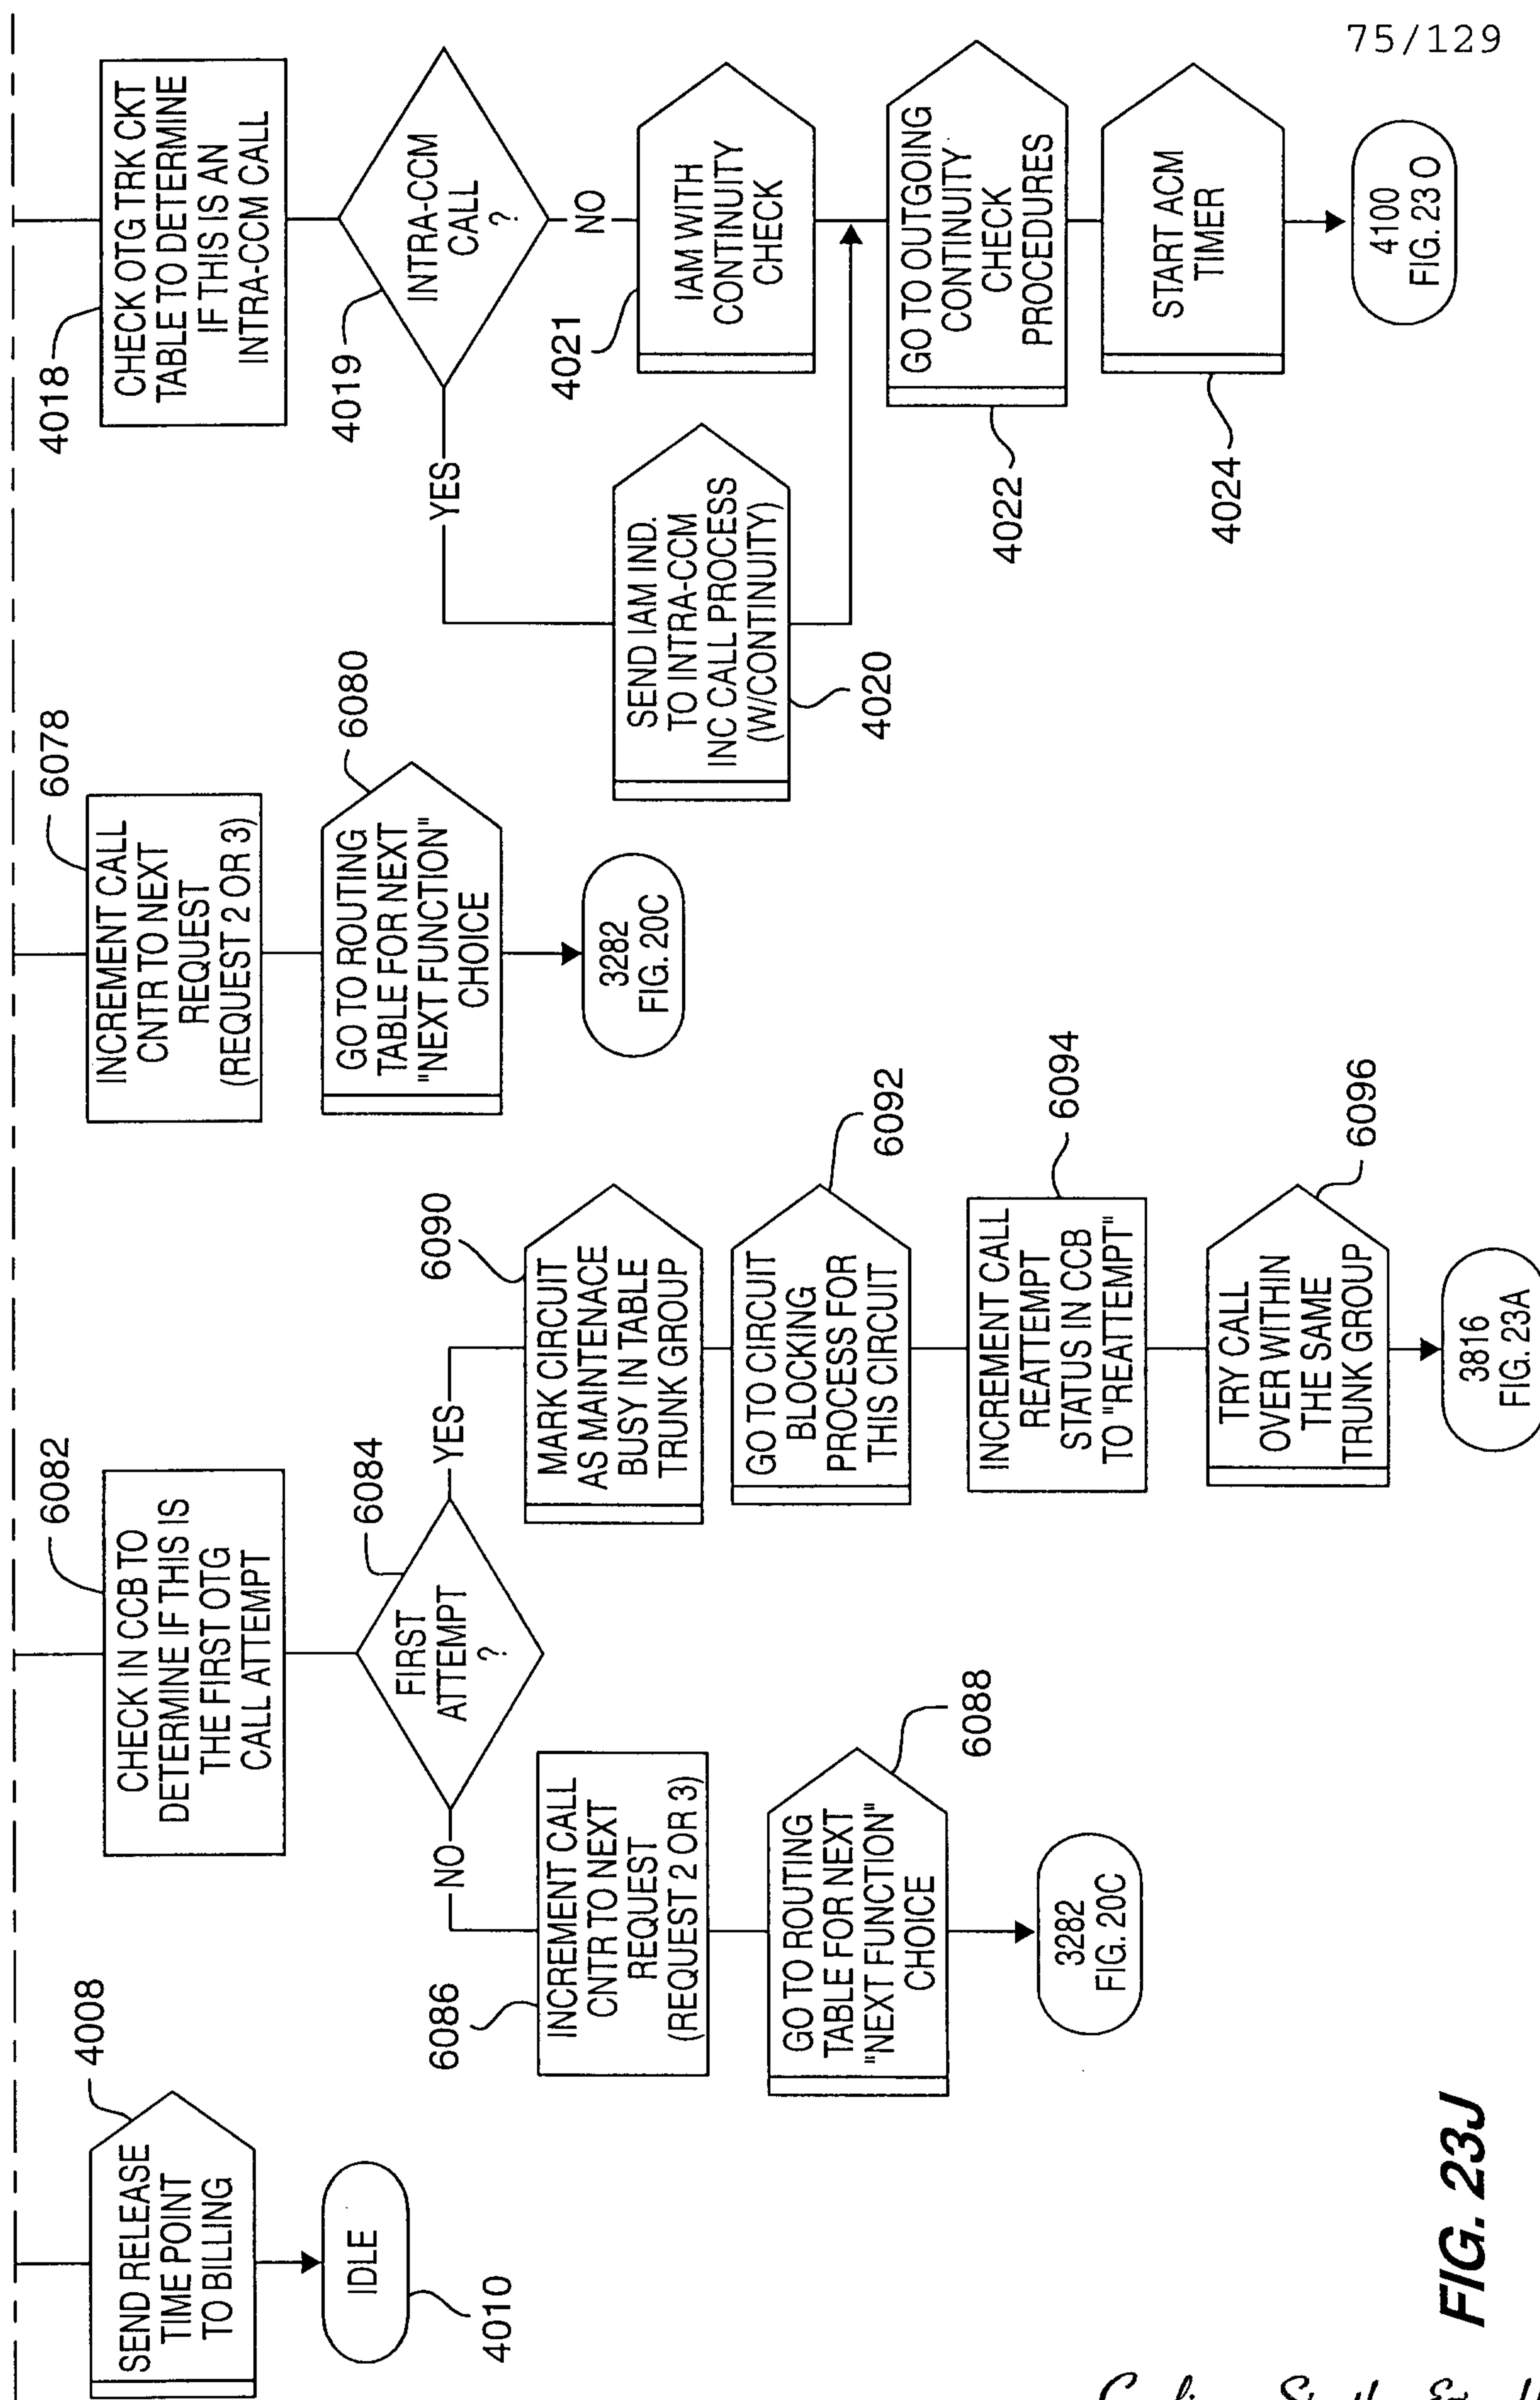 75/129
4008
SEND RELEASE
TIME POINT
TO BILLING
IDLE
4010
6082
CHECK IN CCB TO
DETERMINE IF THIS IS
THE FIRST OTG
CALL ATTEMPT
6084
FIRST
ATTEMPT
?
NO
YES
6086
INCREMENT CALL
CNTR TO NEXT
REQUEST
(REQUEST 2 OR 3)
GO TO ROUTING
TABLE FOR NEXT
"NEXT FUNCTION"
CHOICE
6088
3282
FIG. 20C
6090
MARK CIRCUIT
AS MAINTENACE
BUSY IN TABLE
TRUNK GROUP
GO TO CIRCUIT
BLOCKING
PROCESS FOR
THIS CIRCUIT
6092
INCREMENT CALL
REATTEMPT
STATUS IN CCB
TO "REATTEMPT"
6094
TRY CALL
OVER WITHIN
THE SAME
TRUNK GROUP
6096
3816
FIG. 23A
6078
INCREMENT CALL
CNTR TO NEXT
REQUEST
(REQUEST 2 OR 3)
6080
GO TO ROUTING
TABLE FOR NEXT
"NEXT FUNCTION"
CHOICE
3282
FIG. 20C
4018
CHECK OTG TRK CKT
TABLE TO DETERMINE
IF THIS IS AN
INTRA-CCM CALL
4019
INTRA-CCM
CALL
?
YES
NO
SEND IAM IND.
TO INTRA-CCM
INC CALL PROCESS
(W/CONTINUITY)
4020
4021
IAM WITH
CONTINUITY
CHECK
GO TO OUTGOING
CONTINUITY
CHECK
PROCEDURES
4022
START ACM
TIMER
4024
4100
FIG. 23 O
FIG. 23J